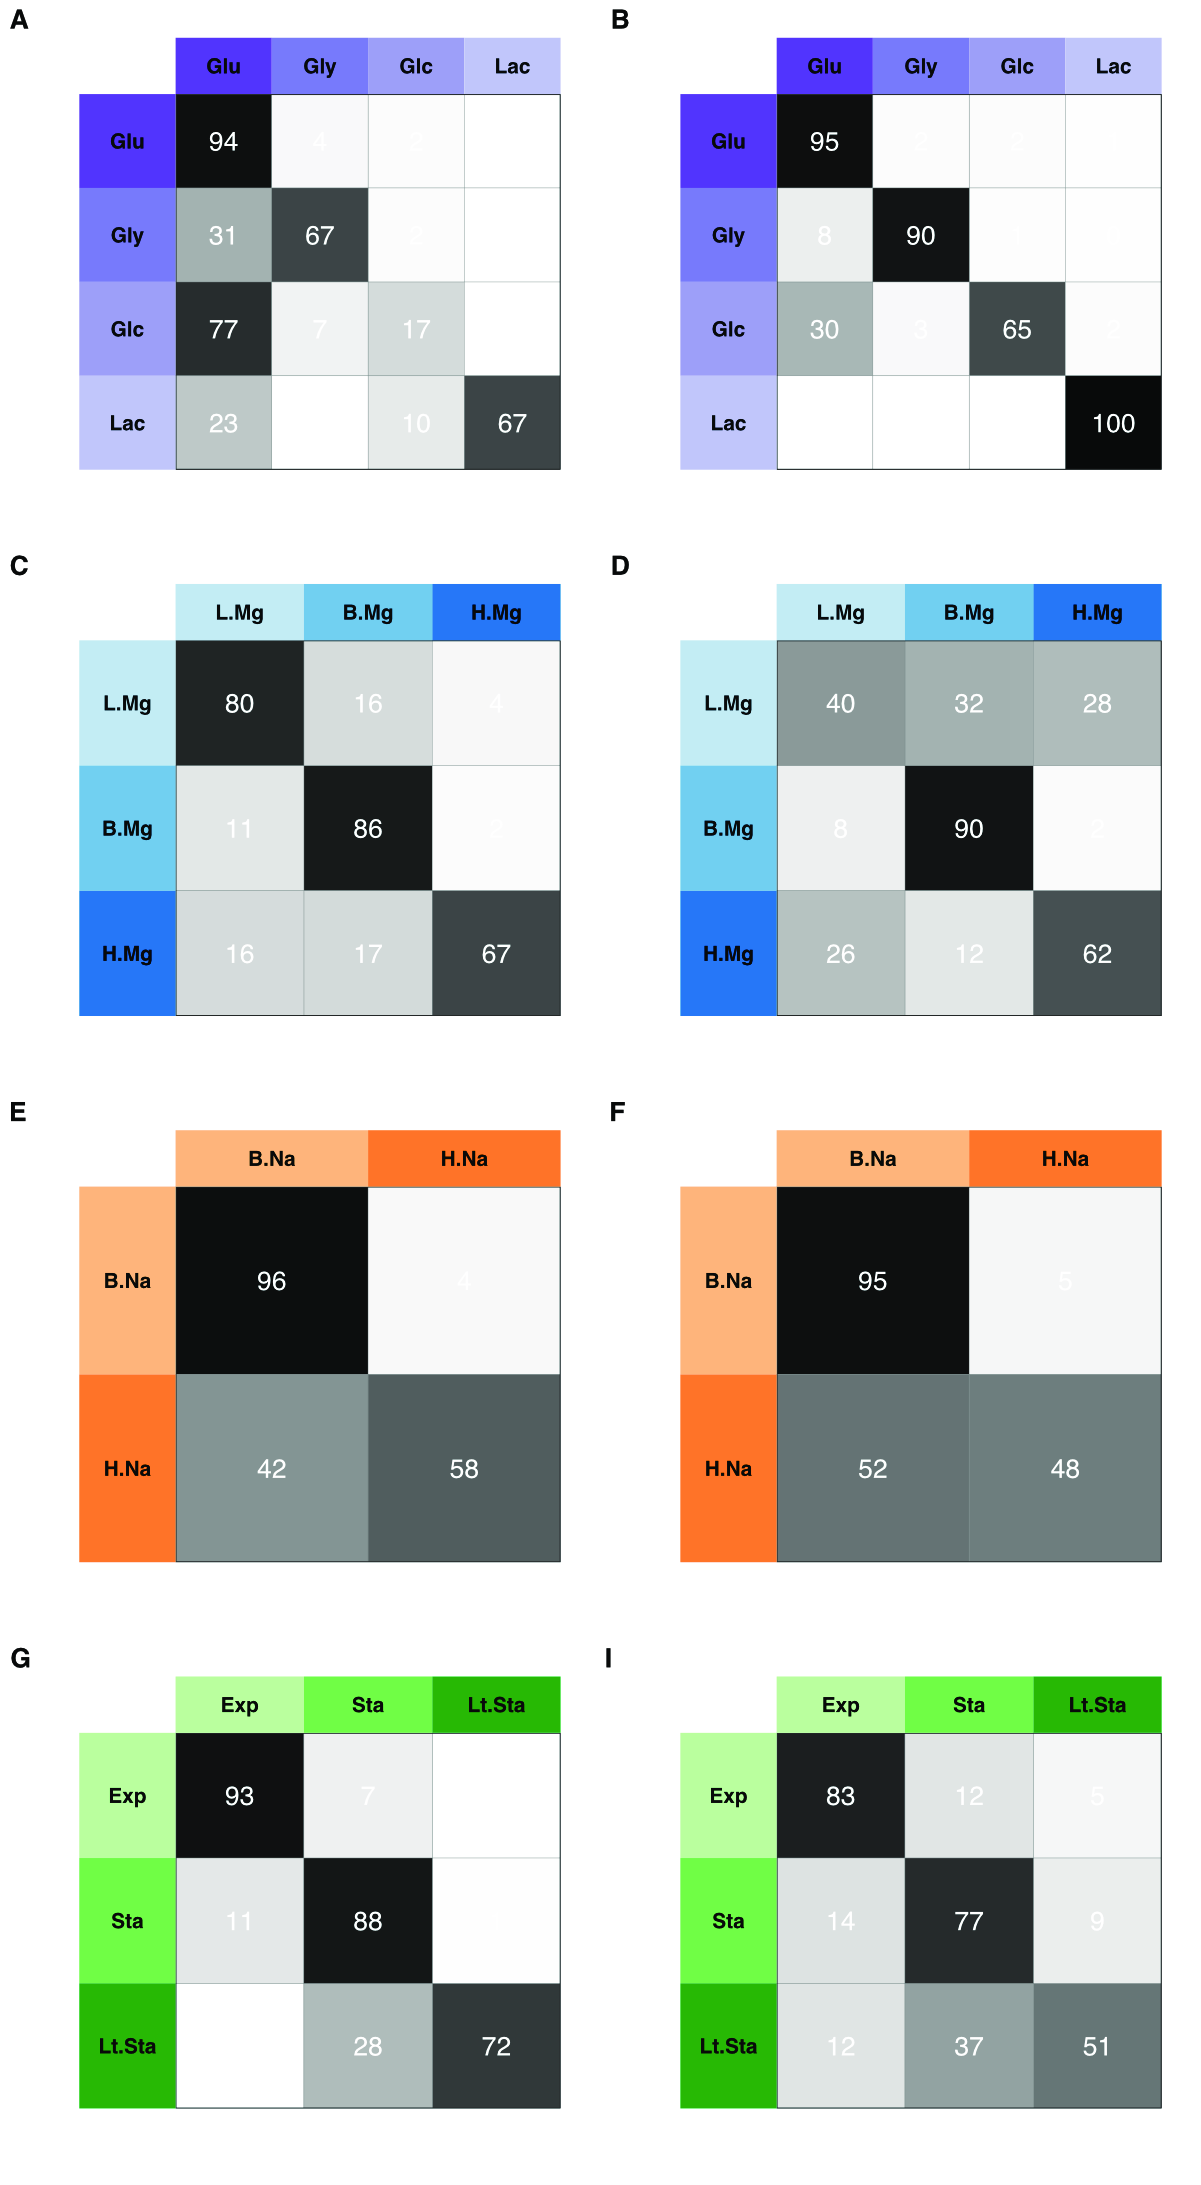 A
Glu Gly Glc Lac
Glu 94 4 2
Gly 31 67 2
Glc 77 7 17
Lac 23 10 67
B
Glu Gly Glc Lac
Glu 95 2 2
Gly 8 90
Glc 30 3 65 2
Lac 100
C
L.Mg B.Mg H.Mg
L.Mg 80 16 4
B.Mg 11 86 2
H.Mg 16 17 67
D
L.Mg B.Mg H.Mg
L.Mg 40 32 28
B.Mg 8 90 2
H.Mg 26 12 62
E
B.Na H.Na
B.Na 96 4
H.Na 42 58
F
B.Na H.Na
B.Na 95 5
H.Na 52 48
G
Exp Sta Lt.Sta
Exp 93 7
Sta 11 88
Lt.Sta 28 72
I
Exp Sta Lt.Sta
Exp 83 12 5
Sta 14 77 9
Lt.Sta 12 37 51